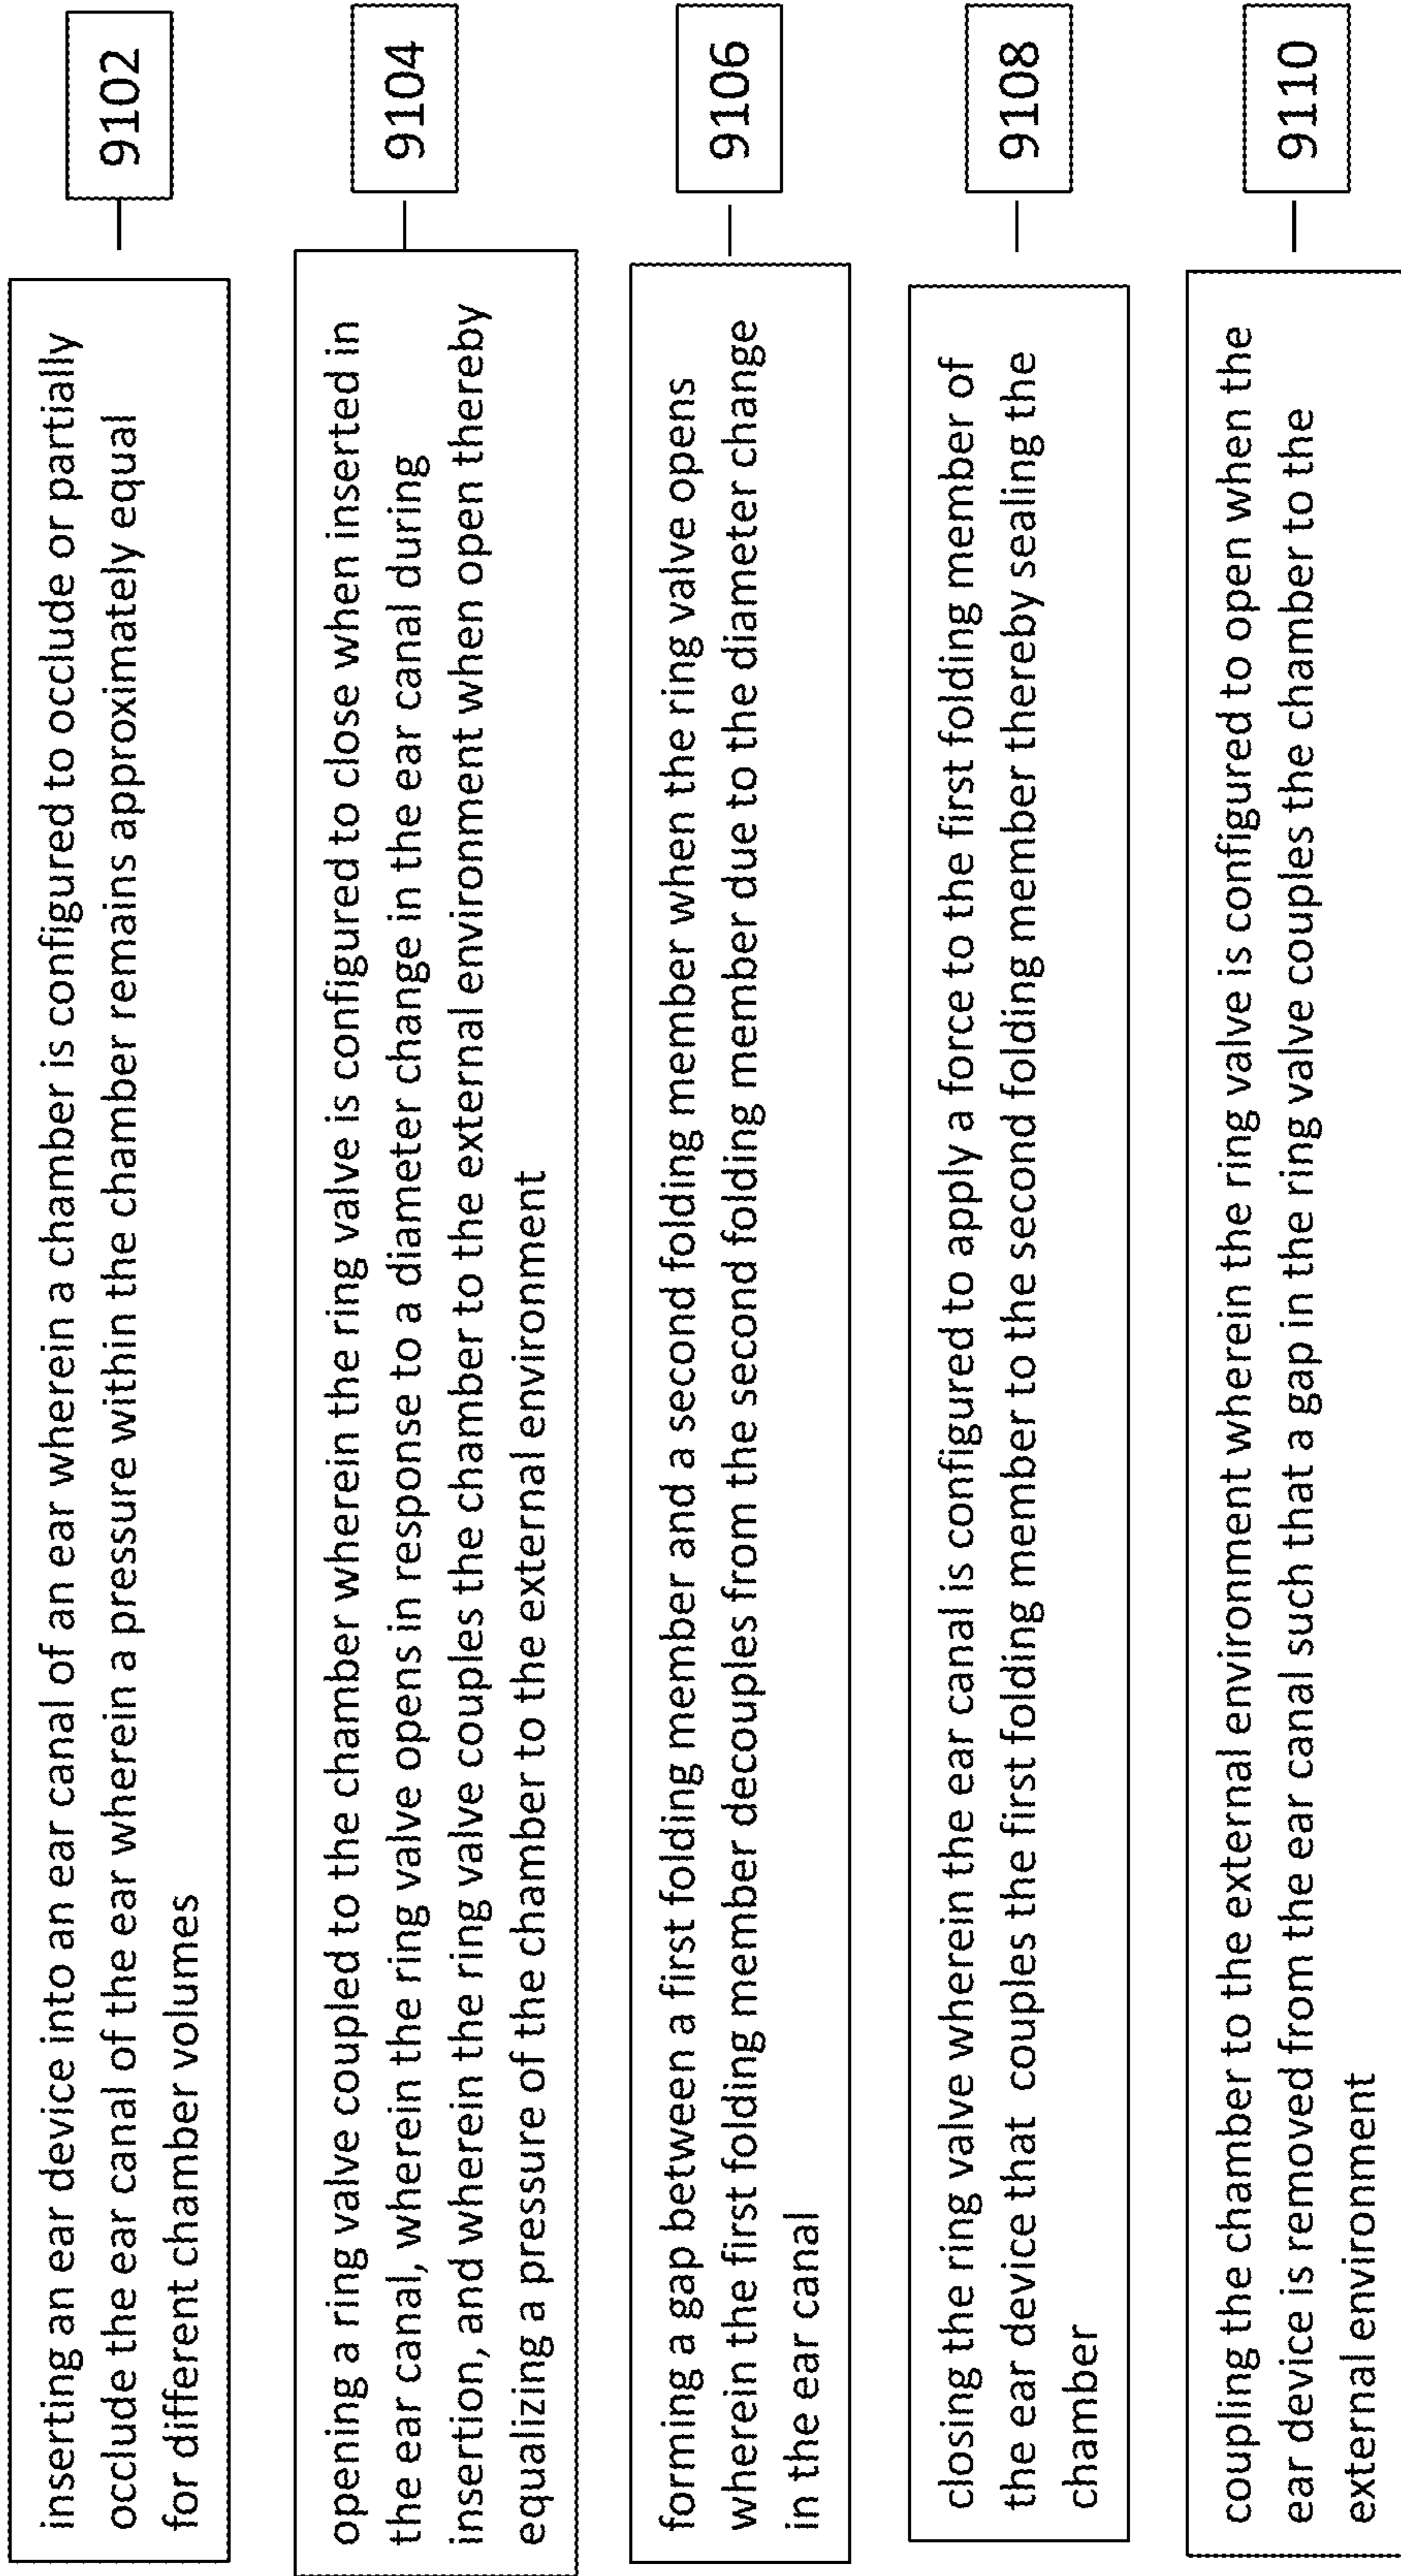 inserting an ear device into an ear canal of an ear wherein a chamber is configured to occlude or partially
occlude the ear canal of the ear wherein a pressure within the chamber remains approximately equal
for different chamber volumes
9102
opening a ring valve coupled to the chamber wherein the ring valve is configured to close when inserted in
the ear canal, wherein the ring valve opens in response to a diameter change in the ear canal during
insertion, and wherein the ring valve couples the chamber to the external environment when open thereby
equalizing a pressure of the chamber to the external environment
9104
forming a gap between a first folding member and a second folding member when the ring valve opens
wherein the first folding member decouples from the second folding member due to the diameter change
in the ear canal
9106
closing the ring valve wherein the ear canal is configured to apply a force to the first folding member of
the ear device that couples the first folding member to the second folding member thereby sealing the
chamber
9108
coupling the chamber to the external environment wherein the ring valve is configured to open when the
ear device is removed from the ear canal such that a gap in the ring valve couples the chamber to the
external environment
9110